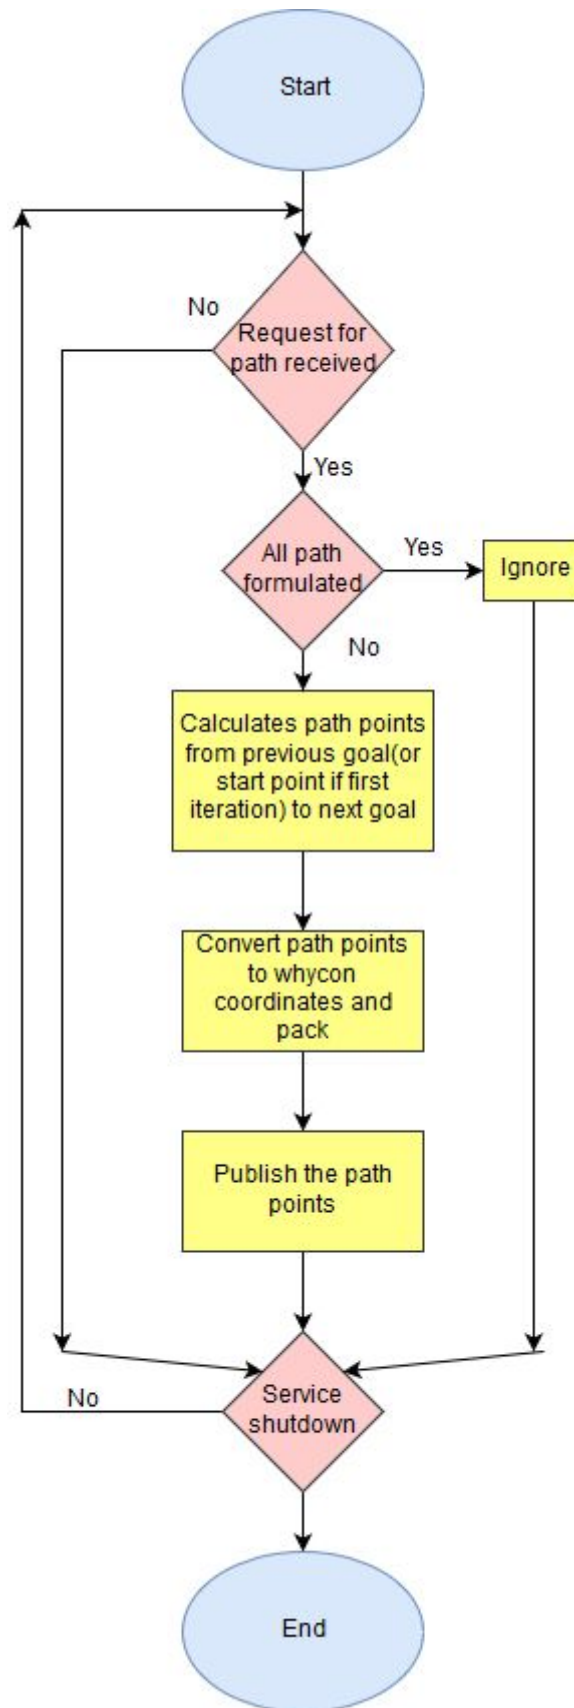 Start
No
Request for
path received
Yes
All path
formulated
Yes
Ignore
No
Calculates path points
from previous goal(or
start point if first
iteration) to next goal
Convert path points
to whycon
coordinates and
pack
Publish the path
points
No
Service
shutdown
End